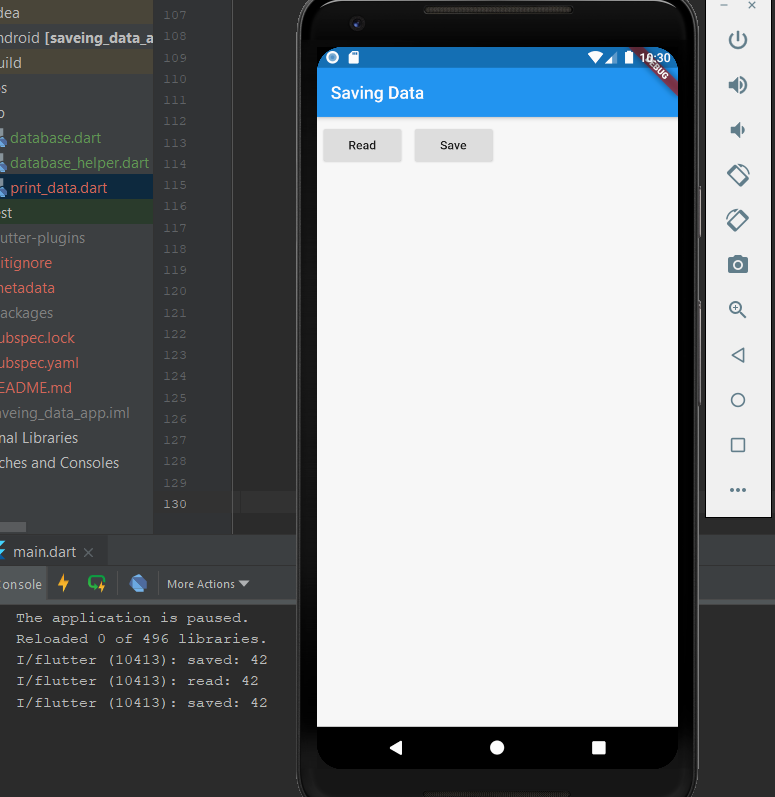 dea
ndroid [saveing_data_a
uild
os
b
database.dart
database_helper.dart
print_data.dart
est
lutter-plugins
itignore
metadata
ackages
ubspec.lock
ubspec.yaml
EADME.md
aveing_data_app.iml
nal Libraries
ches and Consoles
107
108
109
110
111
112
113
114
115
116
117
118
119
120
121
122
123
124
125
126
127
128
129
130
10:30
DEBUG
Saving Data
Read Save
main.dart
onsole More Actions
The application is paused.
Reloaded 0 of 496 libraries.
I/flutter (10413): saved: 42
I/flutter (10413): read: 42
I/flutter (10413): saved: 42